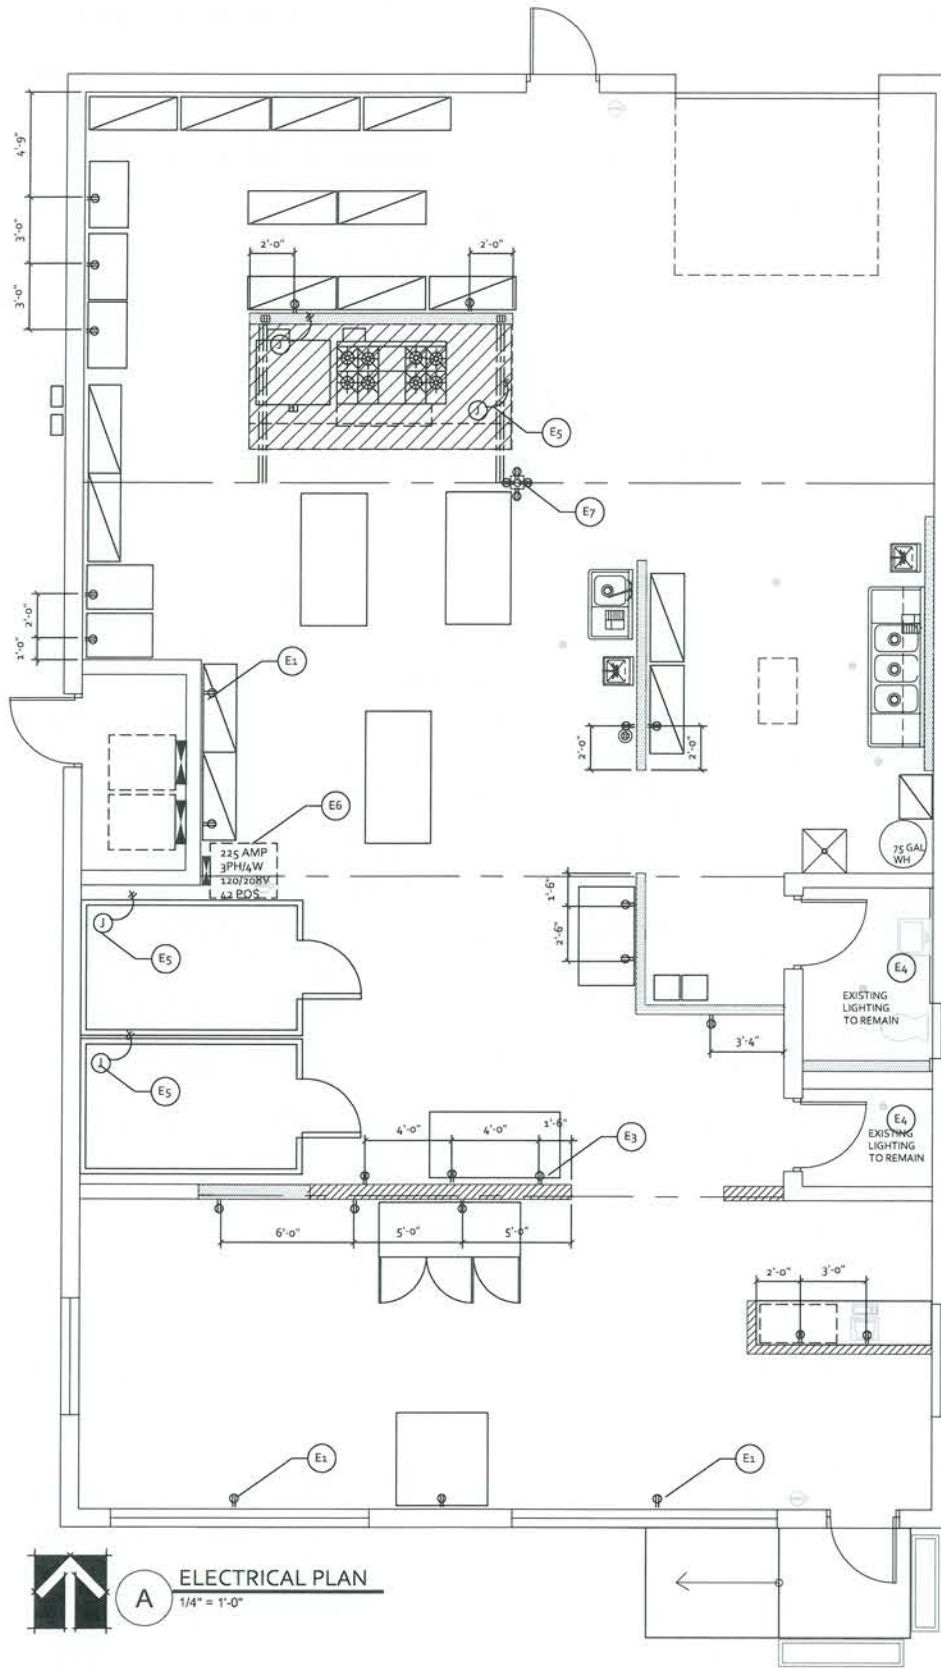 4'-9"
3'-0"
3'-0"
2'-0"
2'-0"
J
J
E5
E7
2'-0"
1'-0"
E1
2'-0"
2'-0"
E6
225 AMP
3PH/4W
120/208V
42 POS
75 GAL
WH
1'-6"
2'-6"
J
E5
E4
EXISTING
LIGHTING
TO REMAIN
3'-4"
J
E5
E4
EXISTING
LIGHTING
TO REMAIN
4'-0"
4'-0"
1'-6"
E3
6'-0"
5'-0"
5'-0"
2'-0"
3'-0"
E1
E1
A
ELECTRICAL PLAN
1/4" = 1'-0"